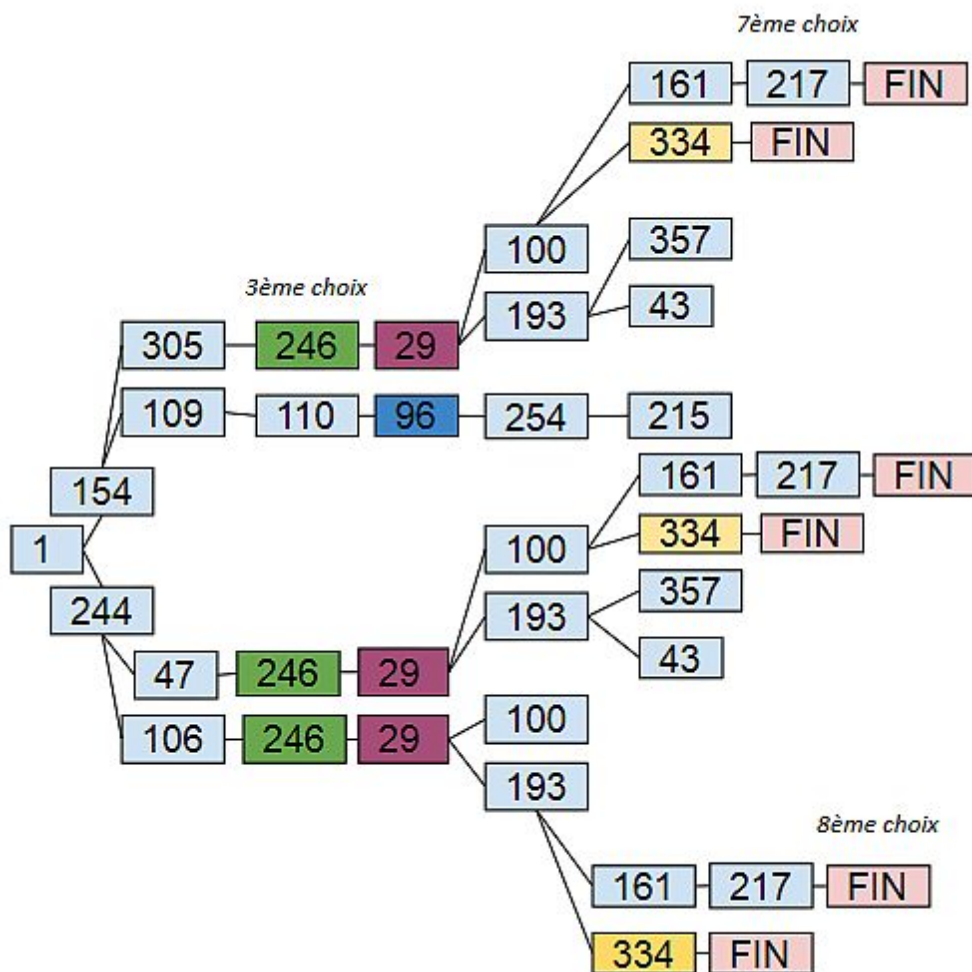 7ème choix
161 217 FIN
334 FIN
100
357
193
43
3ème choix
305 246 29
109 110 96 254 215
154
161 217 FIN
1
100
334 FIN
244
193
357
47 246 29
43
106 246 29
100
193
8ème choix
161 217 FIN
334 FIN